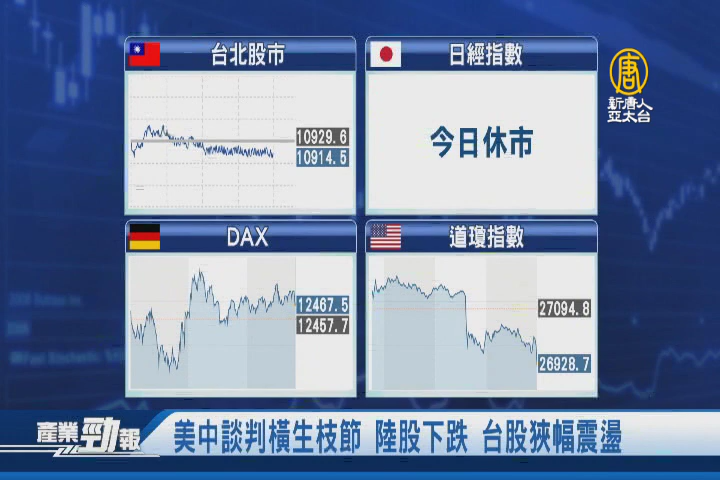 台北股市
10929.6
10914.5
日經指數
今日休市
唐
新唐人
亞太台
DAX
12467.5
12457.7
道瓊指數
27094.8
26928.7
產業勁報
美中談判橫生枝節 陸股下跌 台股狹幅震盪